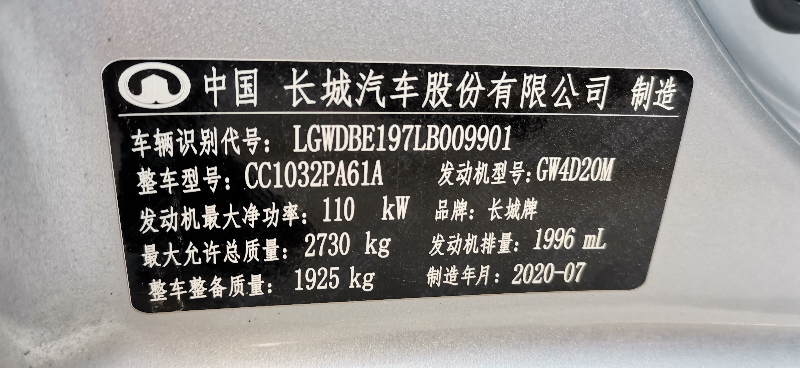 中国 长城汽车股份有限公司 制造
车辆识别代号：LGWDBE197LB009901
整车型号：CC1032PA61A 发动机型号：GW4D20M
发动机最大净功率：110 kW 品牌：长城牌
最大允许总质量：2730 kg 发动机排量：1996 mL
整车整备质量：1925 kg 制造年月：2020-07